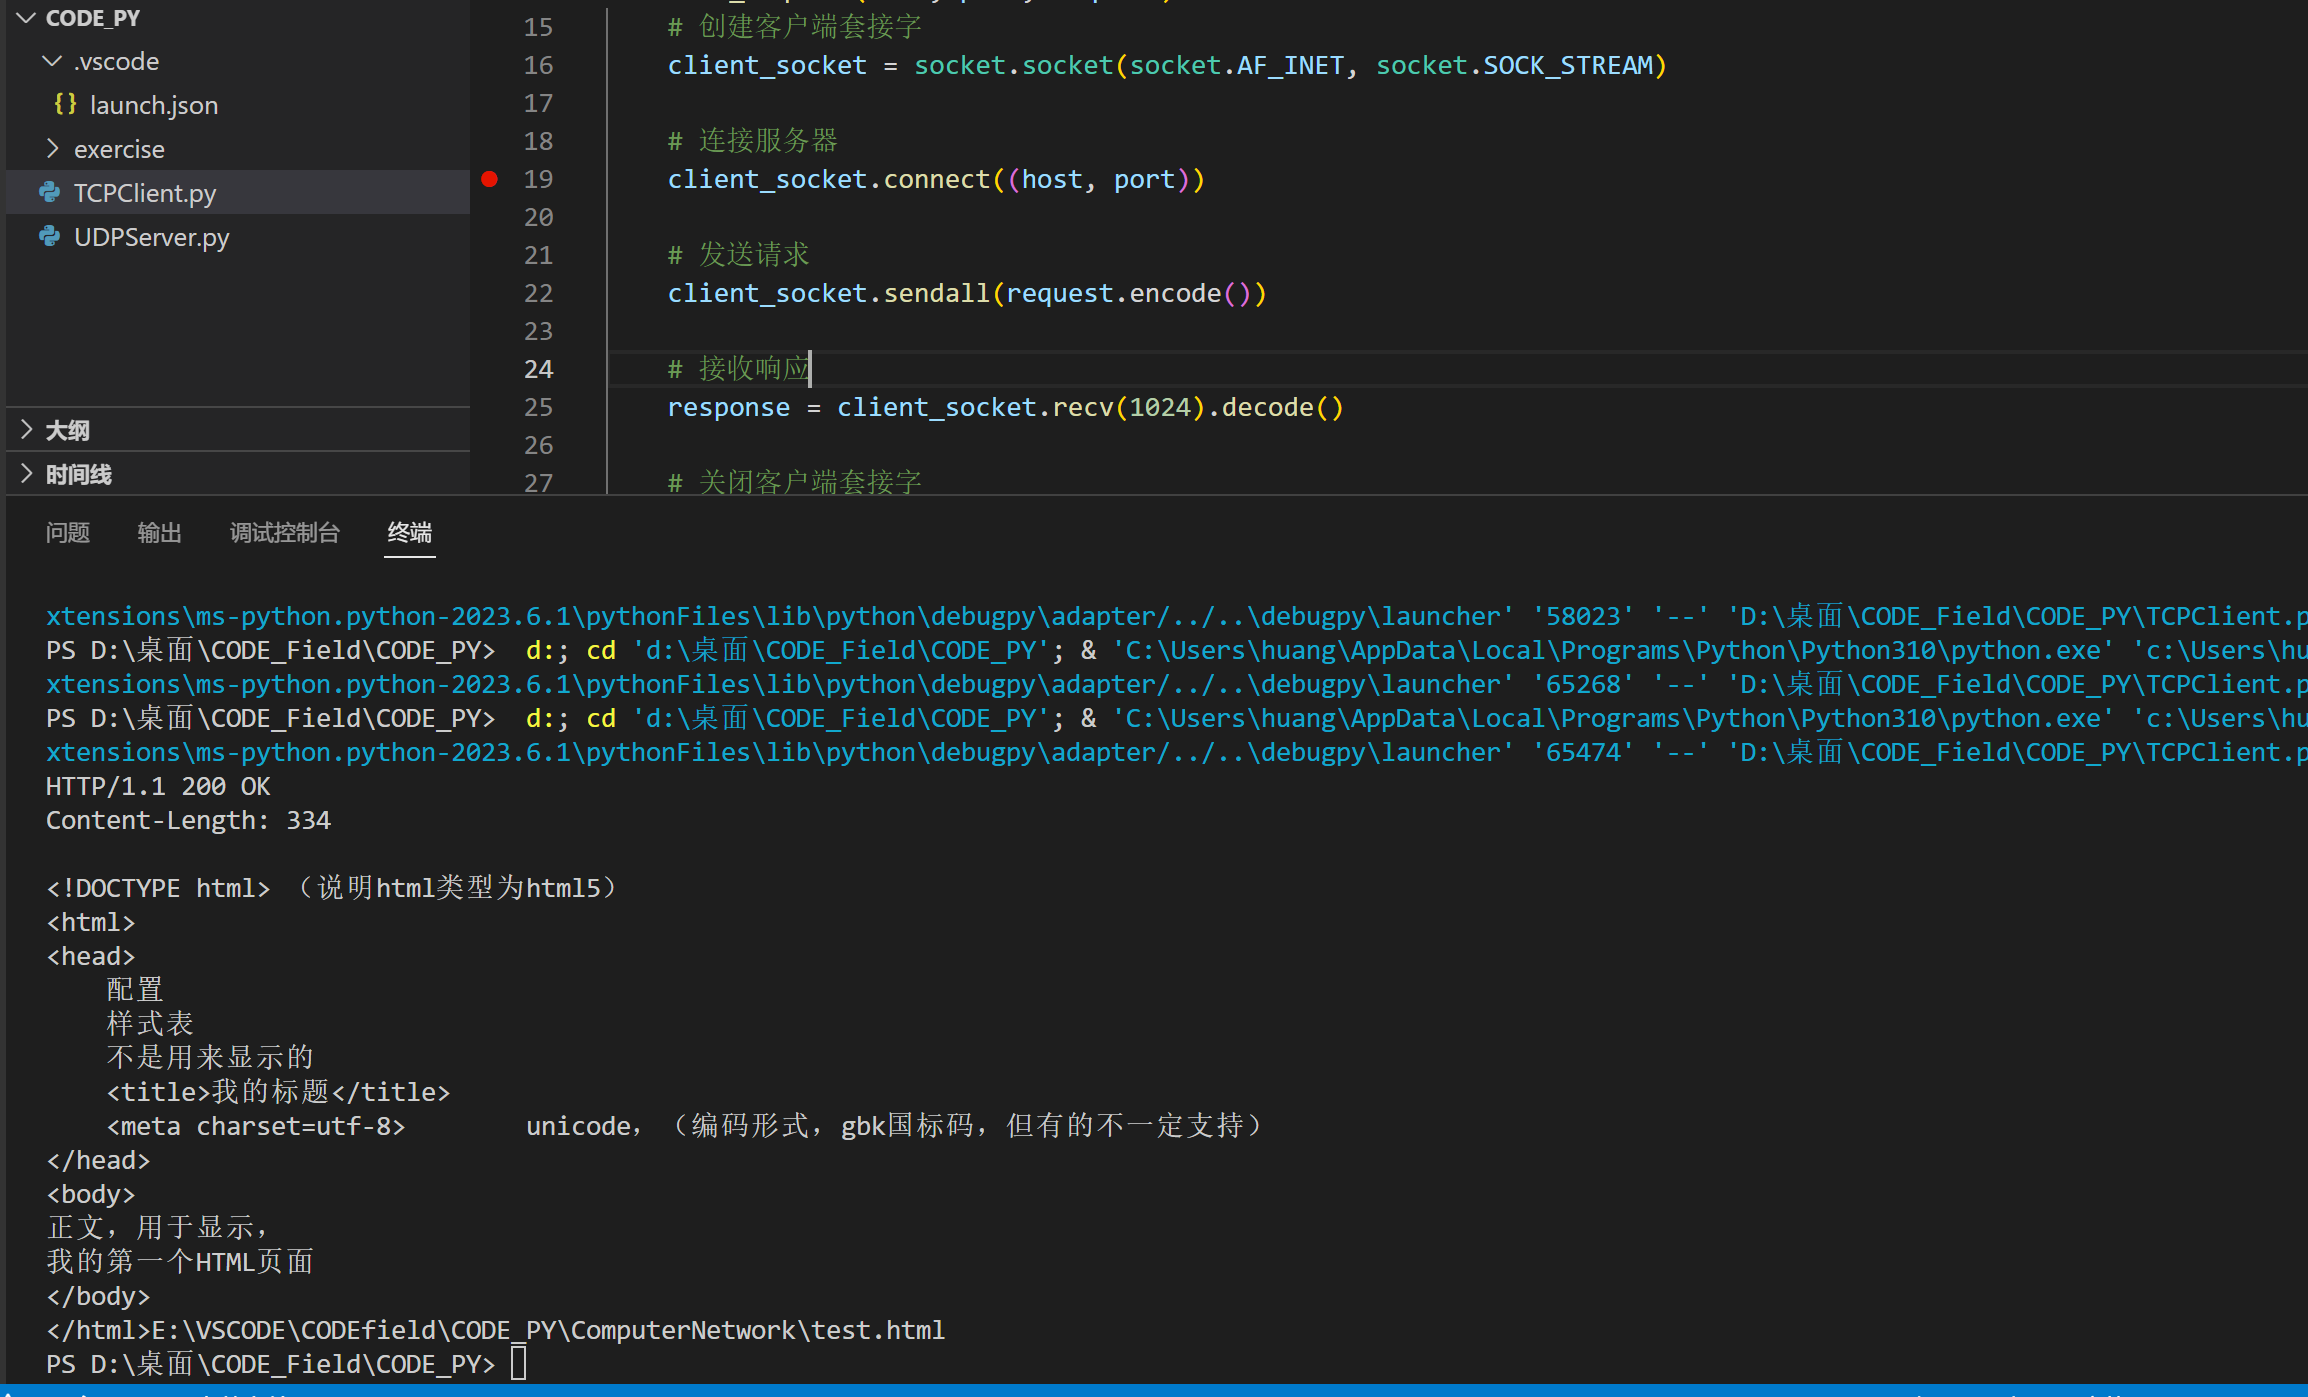 CODE_PY
.vscode
{} launch.json
exercise
TCPClient.py
UDPServer.py
大纲
时间线
15 # 创建客户端套接字
16 client_socket = socket.socket(socket.AF_INET, socket.SOCK_STREAM)
17
18 # 连接服务器
19 client_socket.connect((host, port))
20
21 # 发送请求
22 client_socket.sendall(request.encode())
23
24 # 接收响应
25 response = client_socket.recv(1024).decode()
26
27 # 关闭客户端套接字
问题 输出 调试控制台 终端
xtensions\ms-python.python-2023.6.1\pythonFiles\lib\python\debugpy\adapter/../..\debugpy\launcher' '58023' '--' 'D:\桌面\CODE_Field\CODE_PY\TCPClient.p
PS D:\桌面\CODE_Field\CODE_PY> d:; cd 'd:\桌面\CODE_Field\CODE_PY'; & 'C:\Users\huang\AppData\Local\Programs\Python\Python310\python.exe' 'c:\Users\hu
xtensions\ms-python.python-2023.6.1\pythonFiles\lib\python\debugpy\adapter/../..\debugpy\launcher' '65268' '--' 'D:\桌面\CODE_Field\CODE_PY\TCPClient.p
PS D:\桌面\CODE_Field\CODE_PY> d:; cd 'd:\桌面\CODE_Field\CODE_PY'; & 'C:\Users\huang\AppData\Local\Programs\Python\Python310\python.exe' 'c:\Users\hu
xtensions\ms-python.python-2023.6.1\pythonFiles\lib\python\debugpy\adapter/../..\debugpy\launcher' '65474' '--' 'D:\桌面\CODE_Field\CODE_PY\TCPClient.p
HTTP/1.1 200 OK
Content-Length: 334
<!DOCTYPE html> （说明html类型为html5）
<html>
<head>
配置
样式表
不是用来显示的
<title>我的标题</title>
<meta charset=utf-8> unicode，（编码形式，gbk国标码，但有的不一定支持）
</head>
<body>
正文，用于显示，
我的第一个HTML页面
</body>
</html>E:\VSCODE\CODEfield\CODE_PY\ComputerNetwork\test.html
PS D:\桌面\CODE_Field\CODE_PY>